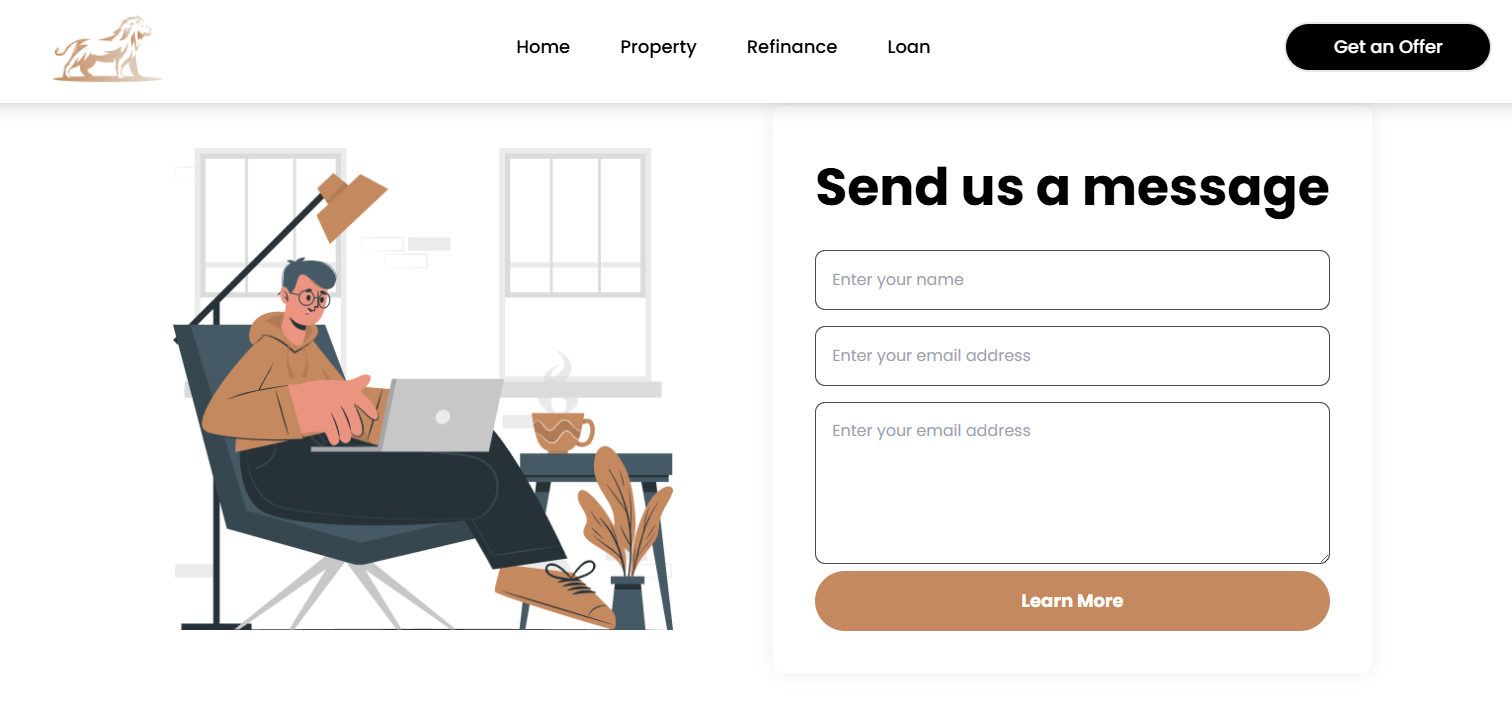 Home Property Refinance Loan Get an Offer
Send us a message
Enter your name
Enter your email address
Enter your email address
Learn More